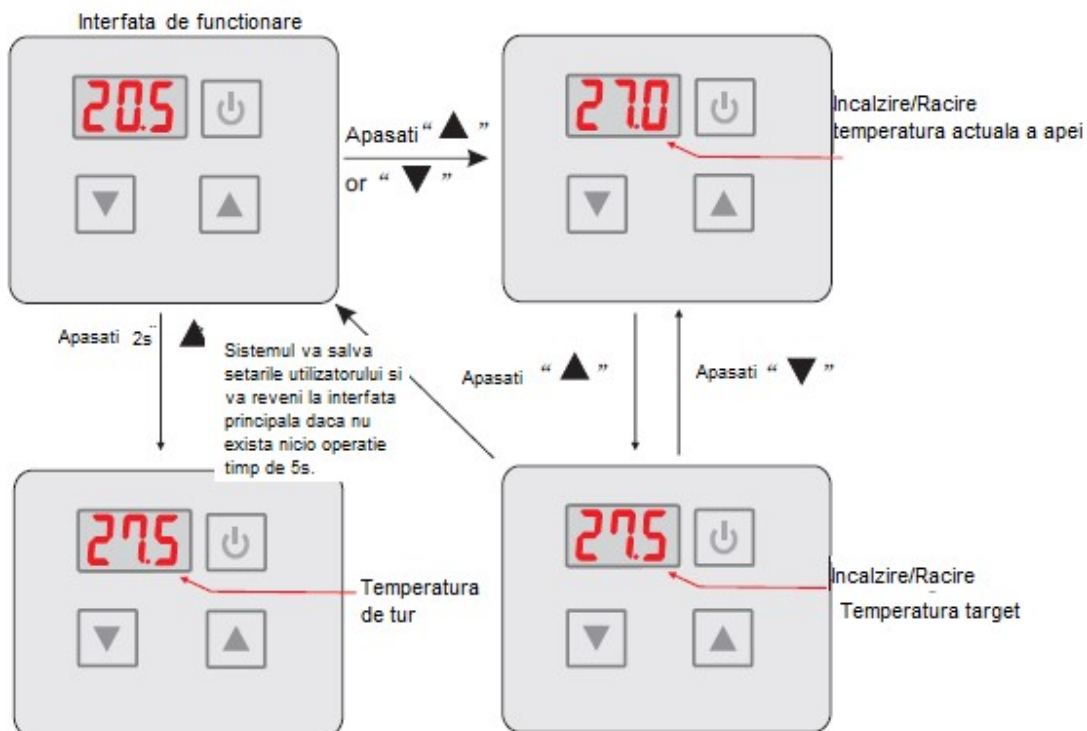 Interfata de functionare
20.5
27.0
Incalzire/Racire
temperatura actuala a apei
Apasati “ ▲ ”
or “ ▼ ”
Apasati 2s ▲
Sistemul va salva
setarile utilizatorului si
va reveni la interfata
principala daca nu
exista nicio operatie
timp de 5s.
Apasati “ ▲ ”
Apasati “ ▼ ”
27.5
Temperatura
de tur
27.5
Incalzire/Racire
Temperatura target